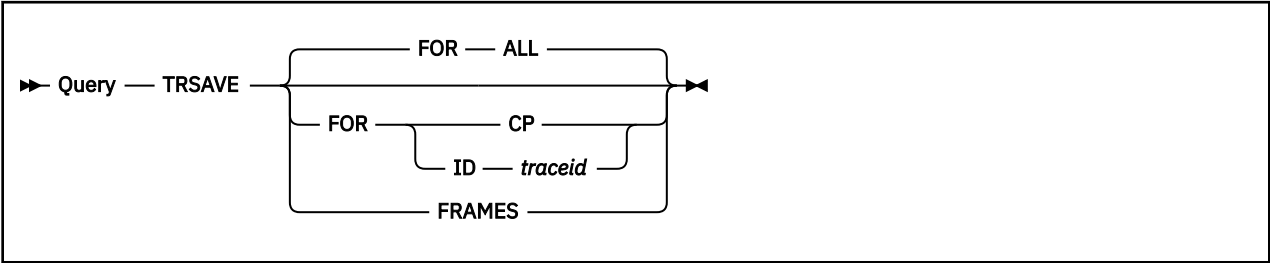 FOR ALL
Query TRSAVE
FOR CP
ID traceid
FRAMES